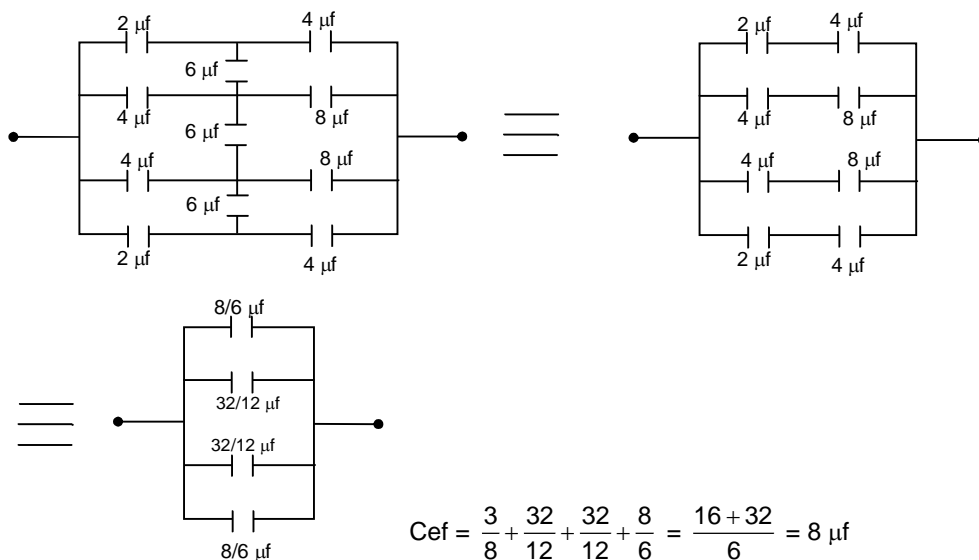 2 μf 4 μf
6 μf
4 μf 8 μf
6 μf
4 μf 8 μf
6 μf
2 μf 4 μf
2 μf 4 μf
4 μf 8 μf
4 μf 8 μf
2 μf 4 μf
8/6 μf
32/12 μf
32/12 μf
8/6 μf
Cef = 3/8 + 32/12 + 32/12 + 8/6 = (16 + 32)/6 = 8 μf